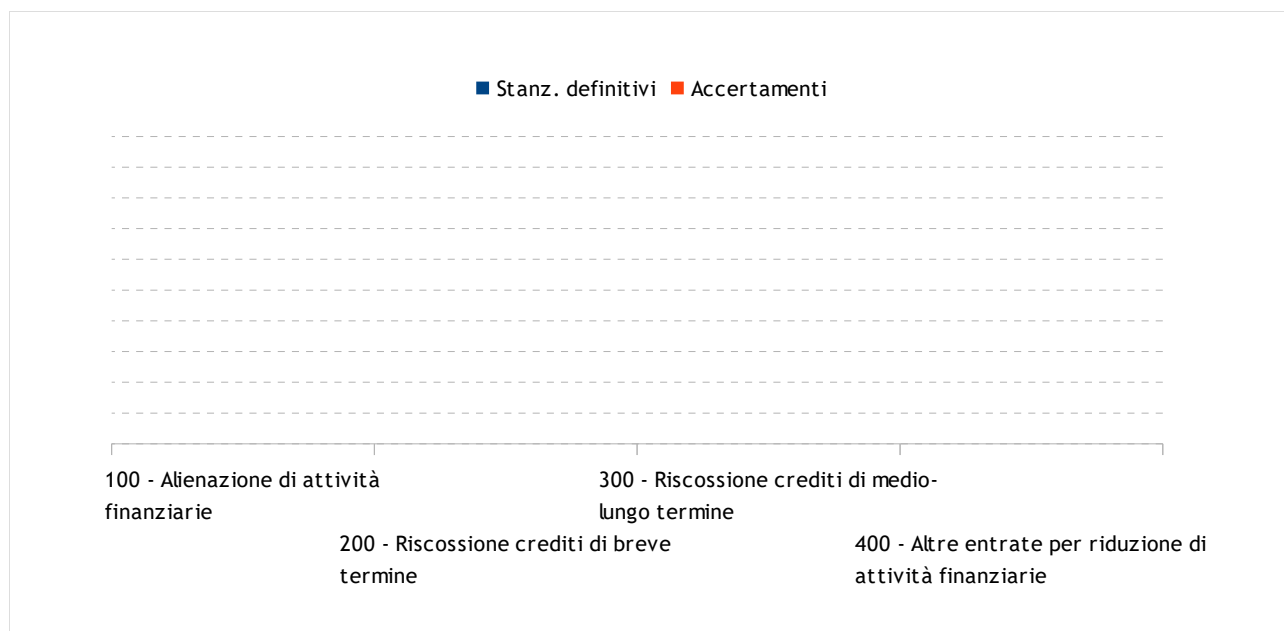 Stanz. definitivi Accertamenti
100 - Alienazione di attività
finanziarie
200 - Riscossione crediti di breve
termine
300 - Riscossione crediti di medio-
lungo termine
400 - Altre entrate per riduzione di
attività finanziarie